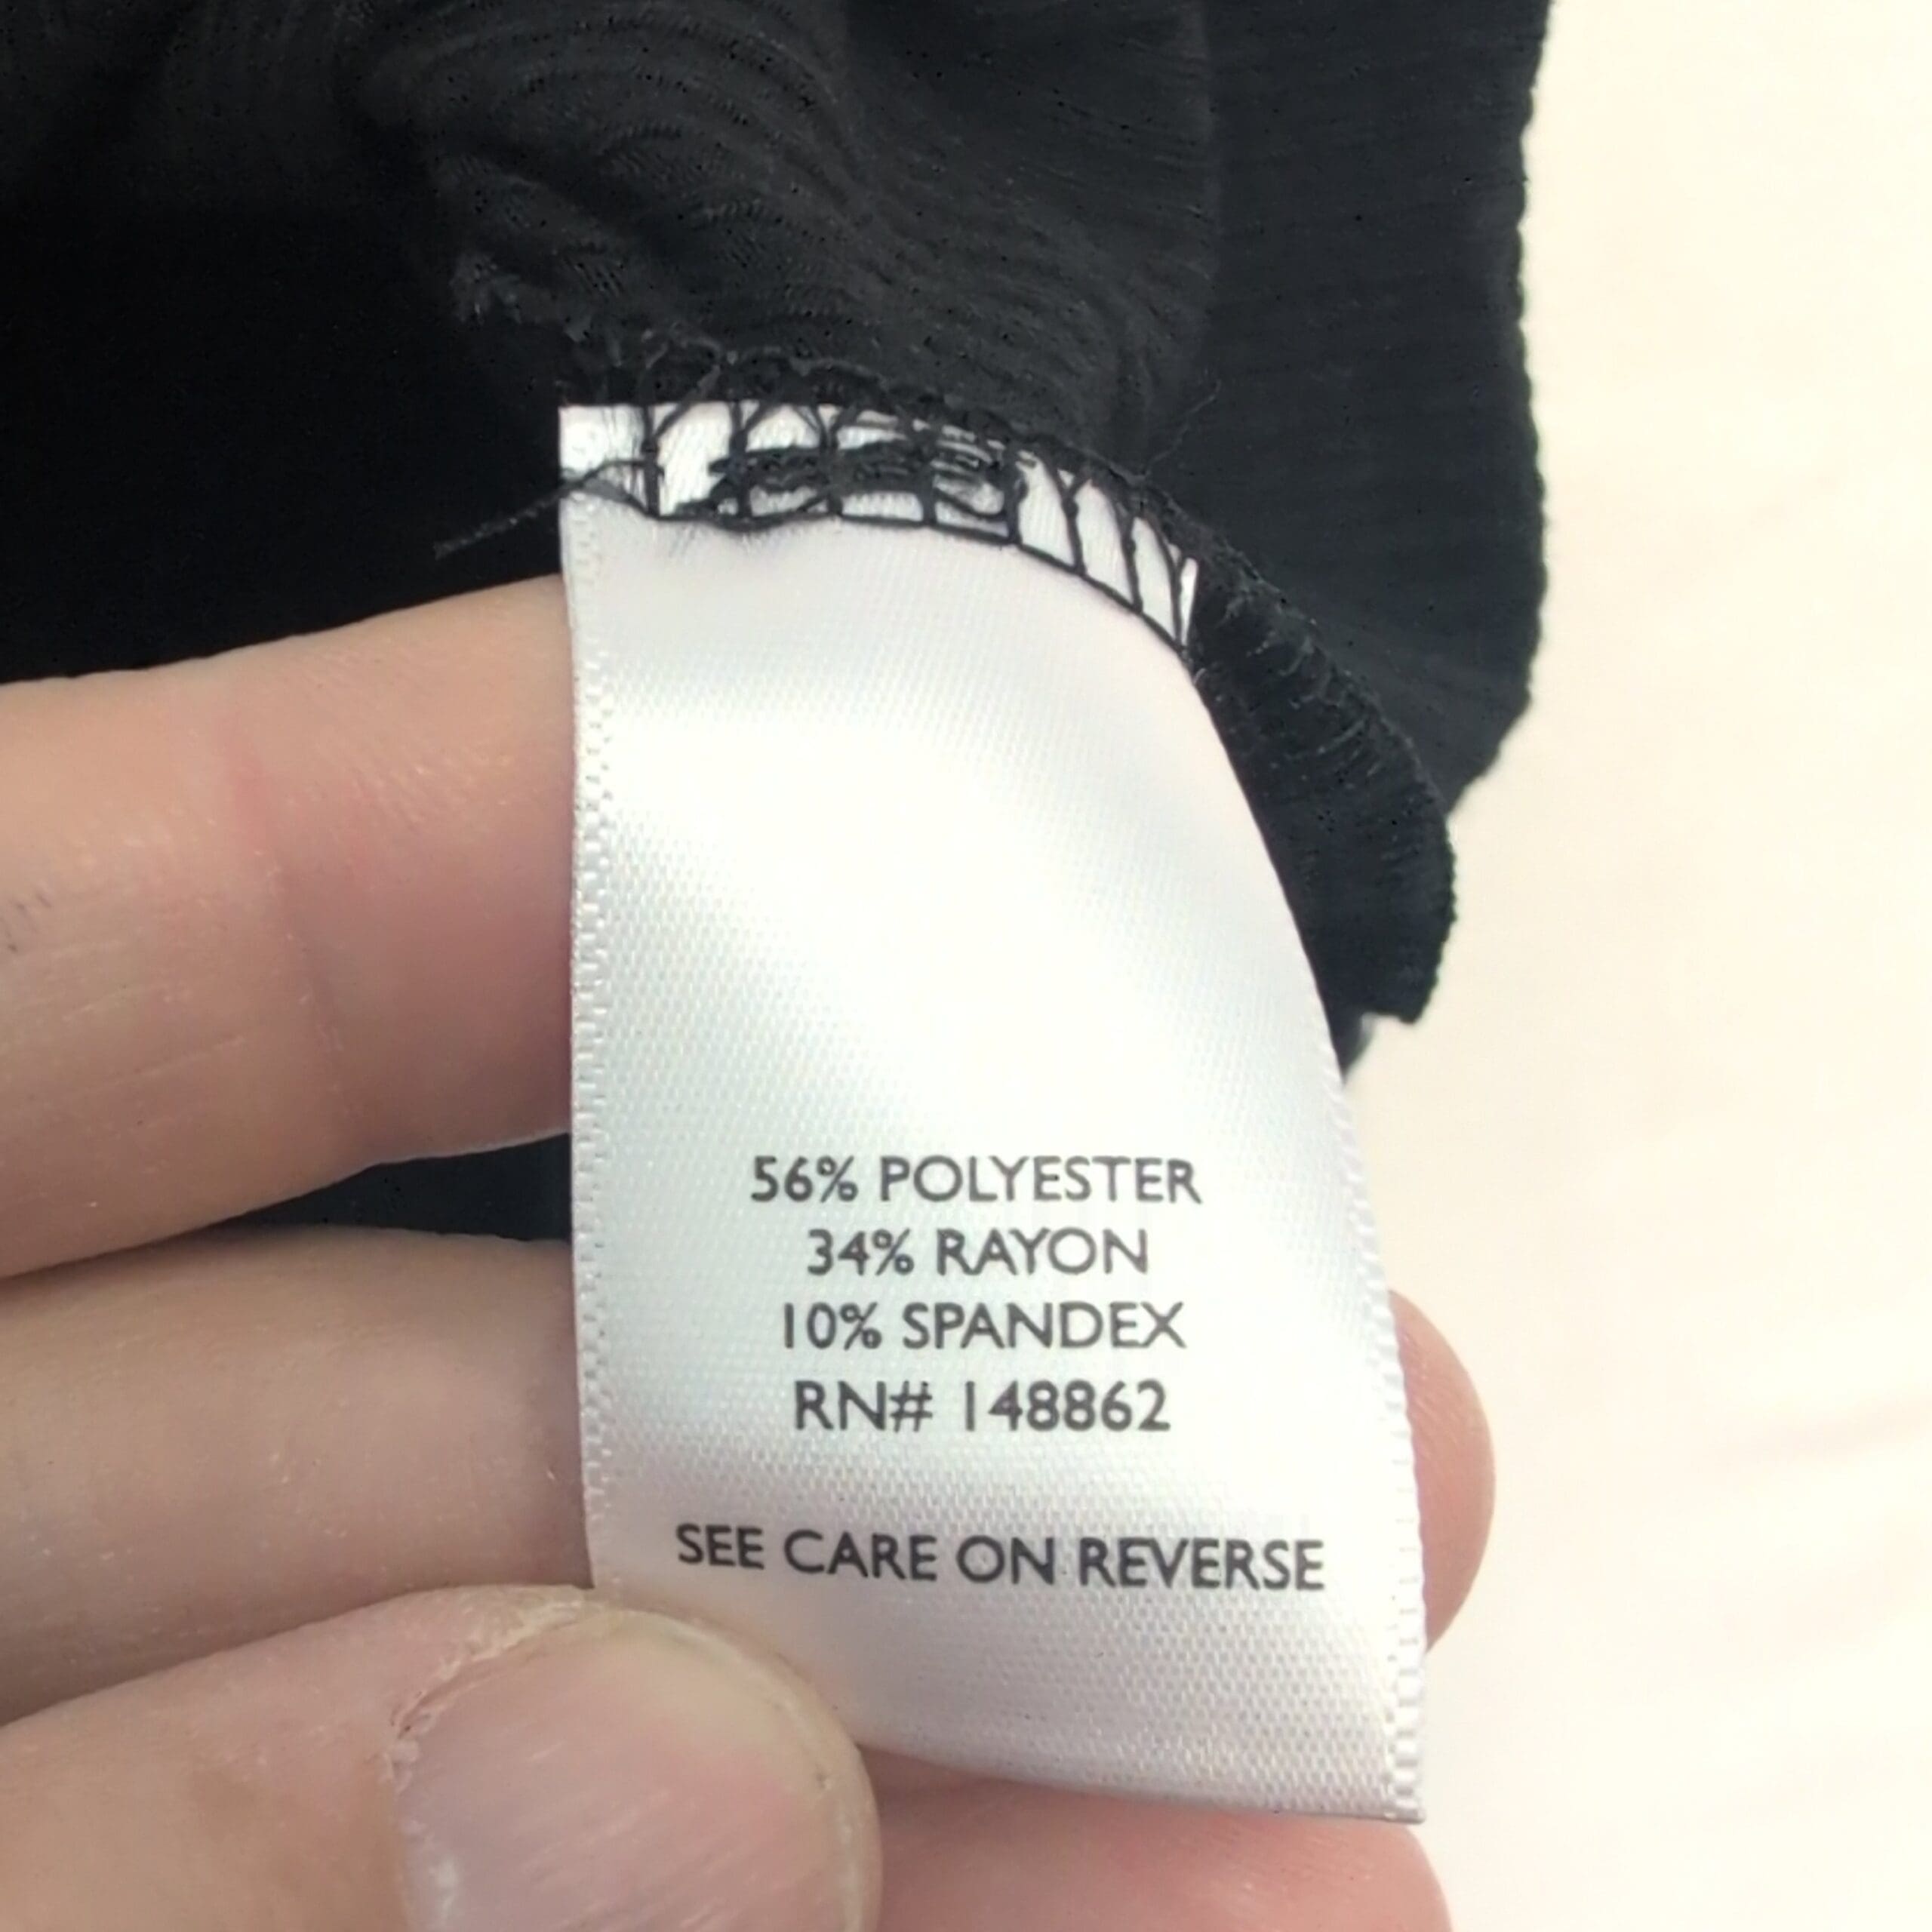 56% POLYESTER
34% RAYON
10% SPANDEX
RN# 148862
SEE CARE ON REVERSE